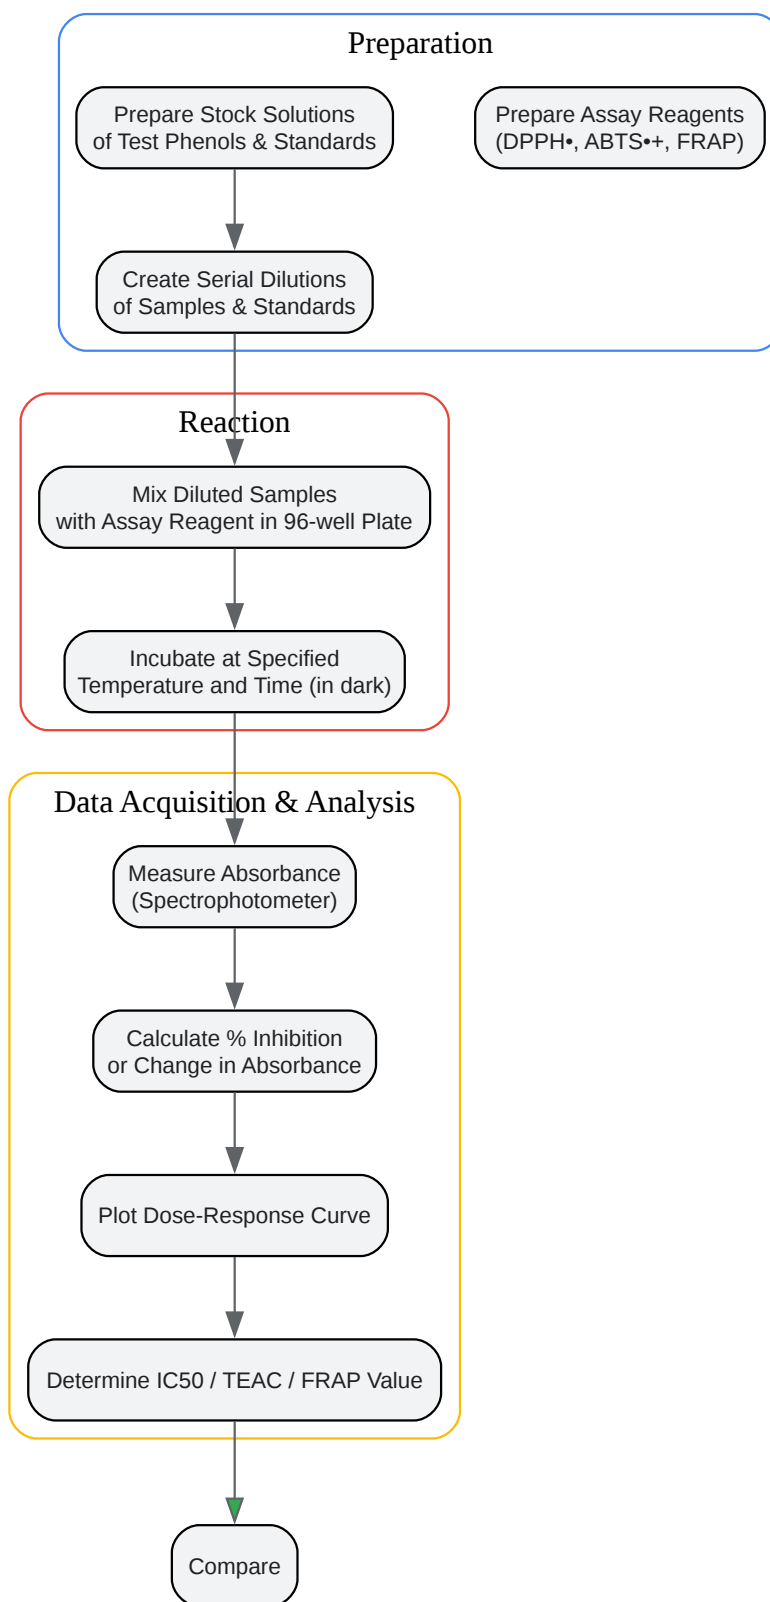 Preparation
Prepare Stock Solutions
of Test Phenols & Standards
Prepare Assay Reagents
(DPPH•, ABTS•+, FRAP)
Create Serial Dilutions
of Samples & Standards
Reaction
Mix Diluted Samples
with Assay Reagent in 96-well Plate
Incubate at Specified
Temperature and Time (in dark)
Data Acquisition & Analysis
Measure Absorbance
(Spectrophotometer)
Calculate % Inhibition
or Change in Absorbance
Plot Dose-Response Curve
Determine IC50 / TEAC / FRAP Value
Compare